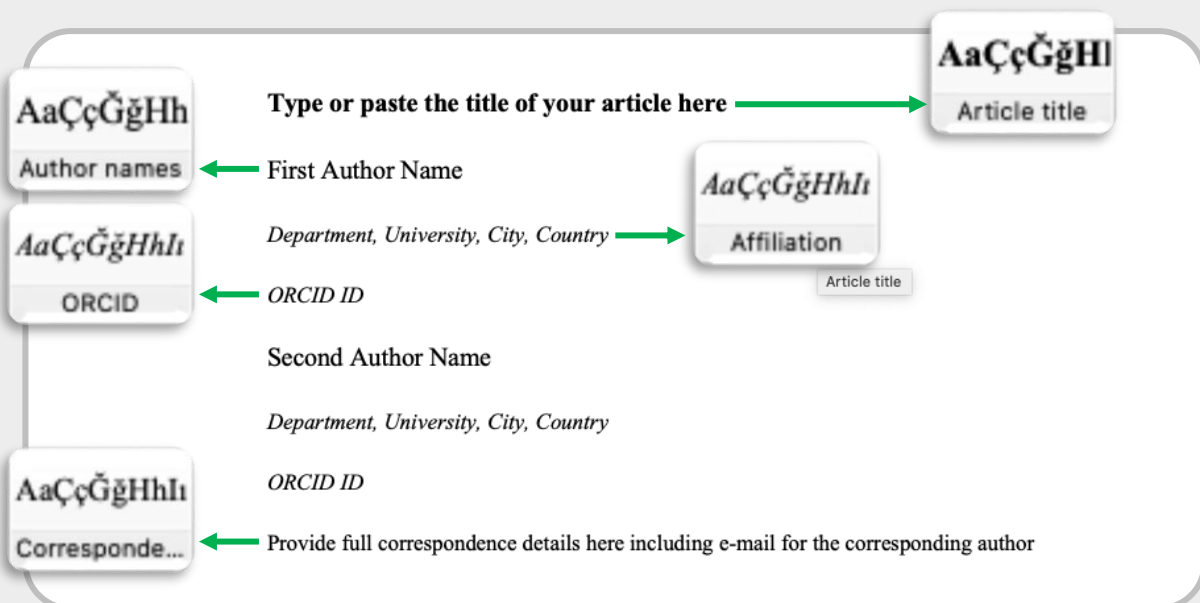 AaÇçĞğHl
Article title
AaÇçĞğHh
Author names
Type or paste the title of your article here
First Author Name
AaÇçĞğHhIı
Affiliation
Department, University, City, Country
AaÇçĞğHhIı
ORCID
Article title
ORCID ID
Second Author Name
Department, University, City, Country
ORCID ID
AaÇçĞğHhIı
Corresponde...
Provide full correspondence details here including e-mail for the corresponding author